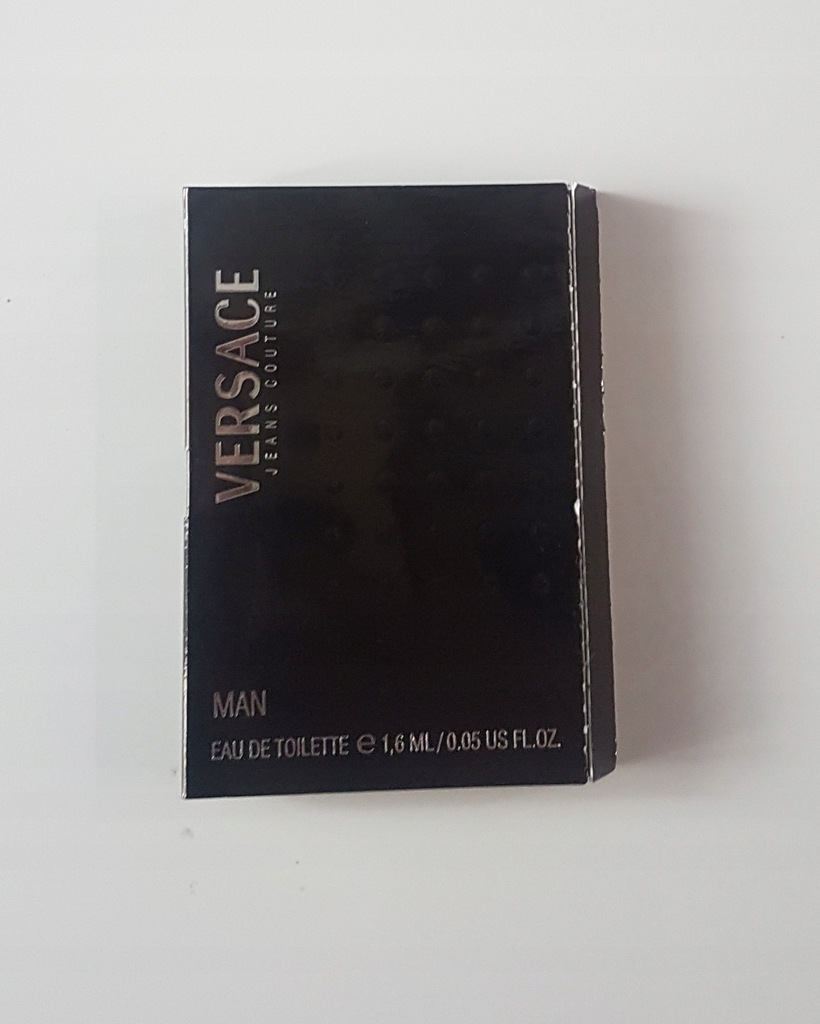 VERSACE
JEANS COUTURE
MAN
EAU DE TOILETTE ℮ 1,6 ML/0.05 US FL.OZ.